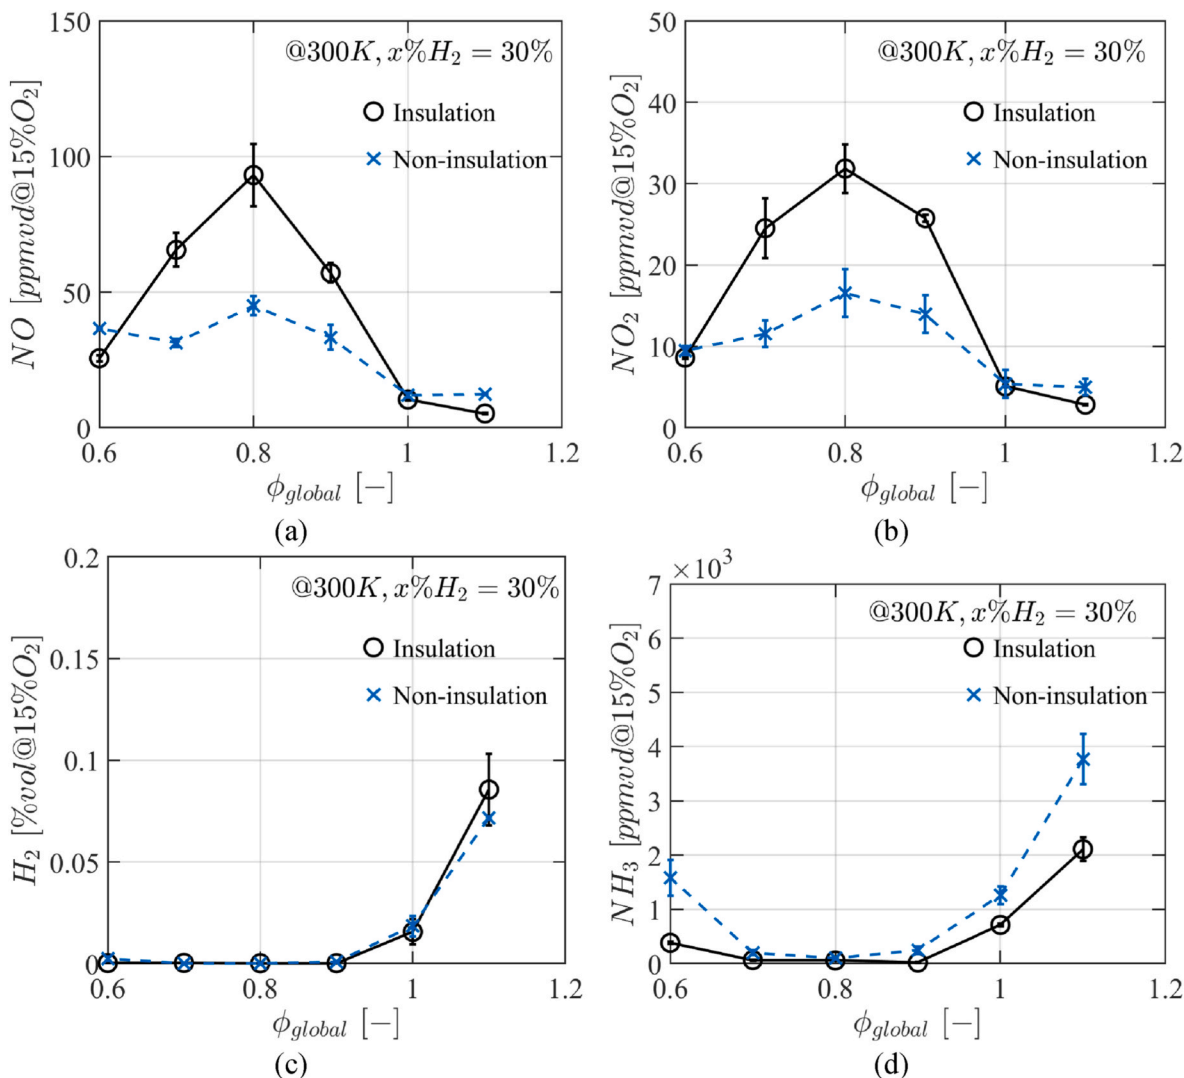 150
100
50
0
NO [ppmvd@15%O₂]
@300K, x%H₂ = 30%
Insulation
Non-insulation
0.6 0.8 1 1.2
ϕ_global [−]
(a)
50
40
30
20
10
0
NO₂ [ppmvd@15%O₂]
@300K, x%H₂ = 30%
Insulation
Non-insulation
0.6 0.8 1 1.2
ϕ_global [−]
(b)
0.2
0.15
0.1
0.05
0
H₂ [%vol@15%O₂]
@300K, x%H₂ = 30%
Insulation
Non-insulation
0.6 0.8 1 1.2
ϕ_global [−]
(c)
×10³
7
6
5
4
3
2
1
0
NH₃ [ppmvd@15%O₂]
@300K, x%H₂ = 30%
Insulation
Non-insulation
0.6 0.8 1 1.2
ϕ_global [−]
(d)